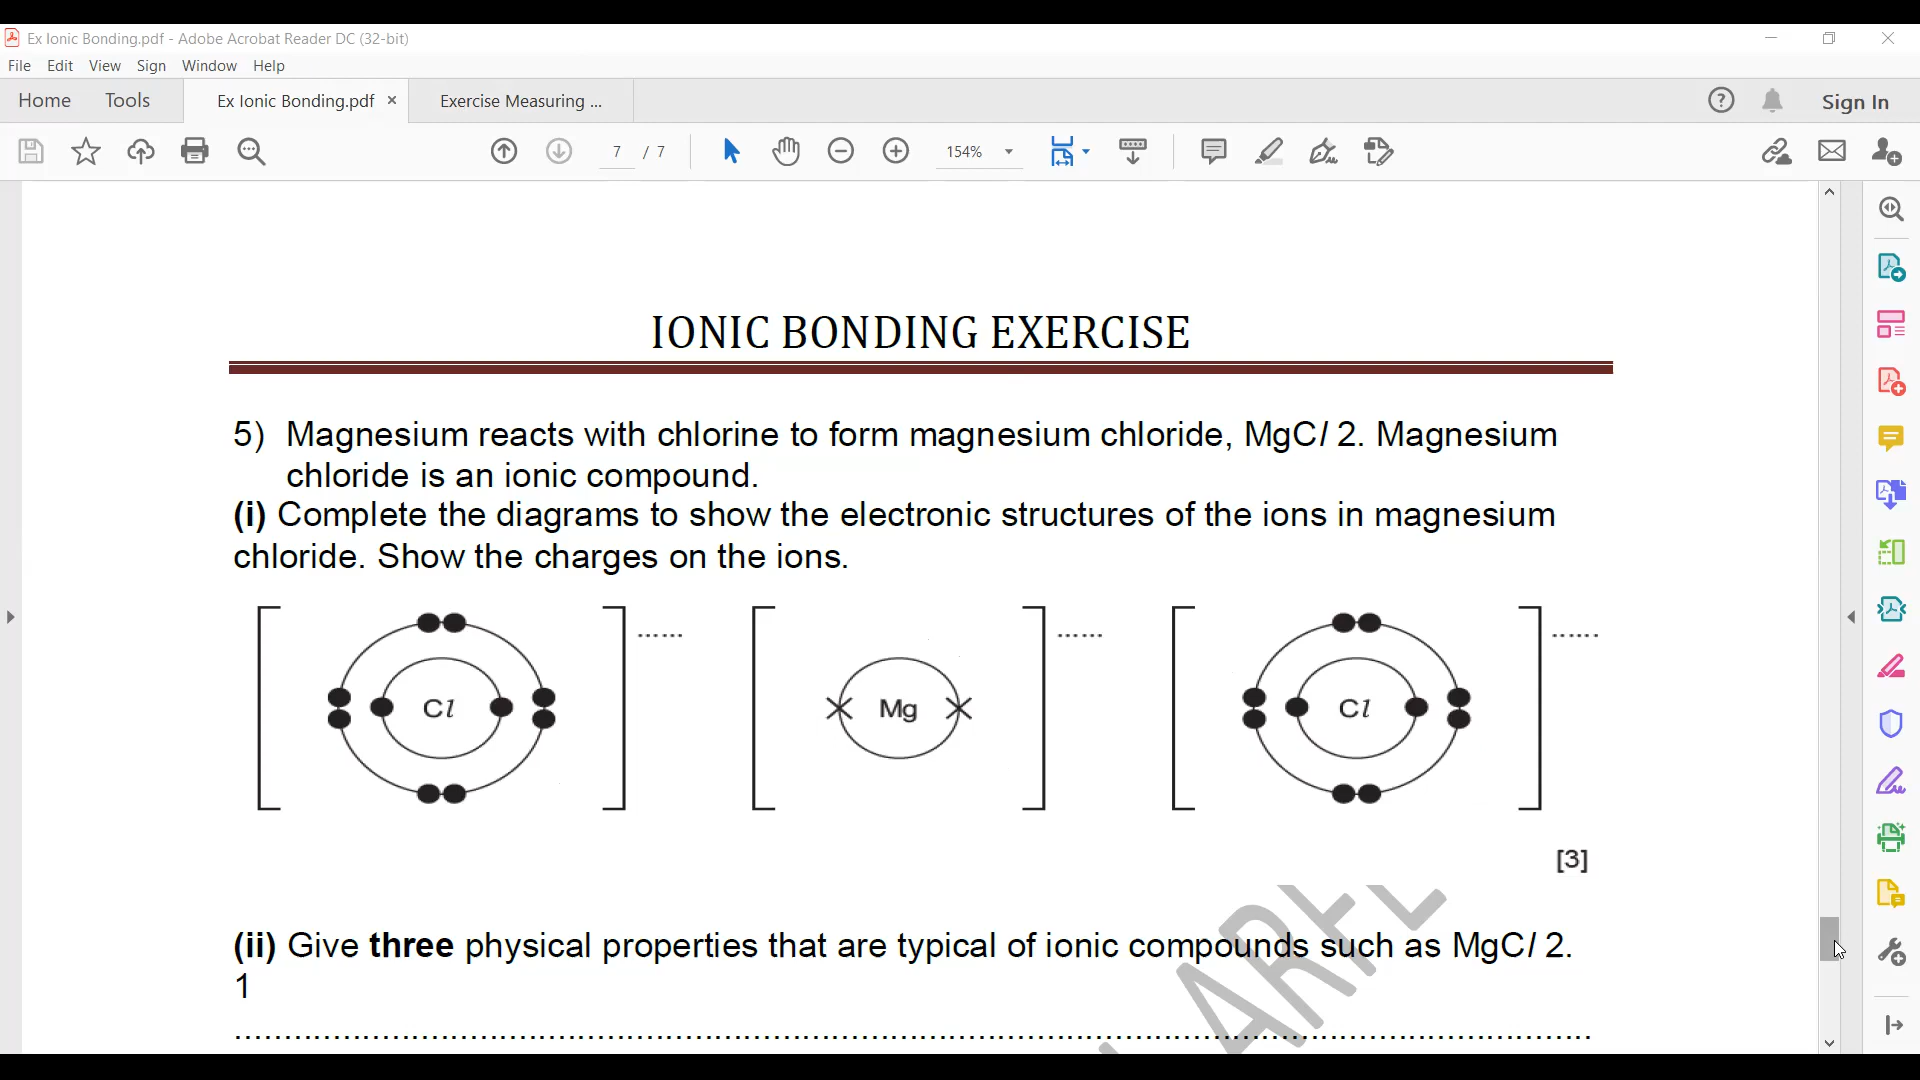 Ex Ionic Bonding.pdf - Adobe Acrobat Reader DC (32-bit)
File Edit View Sign Window Help
Home Tools Ex Ionic Bonding.pdf × Exercise Measuring ... Sign In
7 / 7 154%
IONIC BONDING EXERCISE
5) Magnesium reacts with chlorine to form magnesium chloride, MgCl 2. Magnesium
chloride is an ionic compound.
(i) Complete the diagrams to show the electronic structures of the ions in magnesium
chloride. Show the charges on the ions.
...... ...... ......
Cl Mg Cl
[3]
(ii) Give three physical properties that are typical of ionic compounds such as MgCl 2.
1
........................................................................................................................